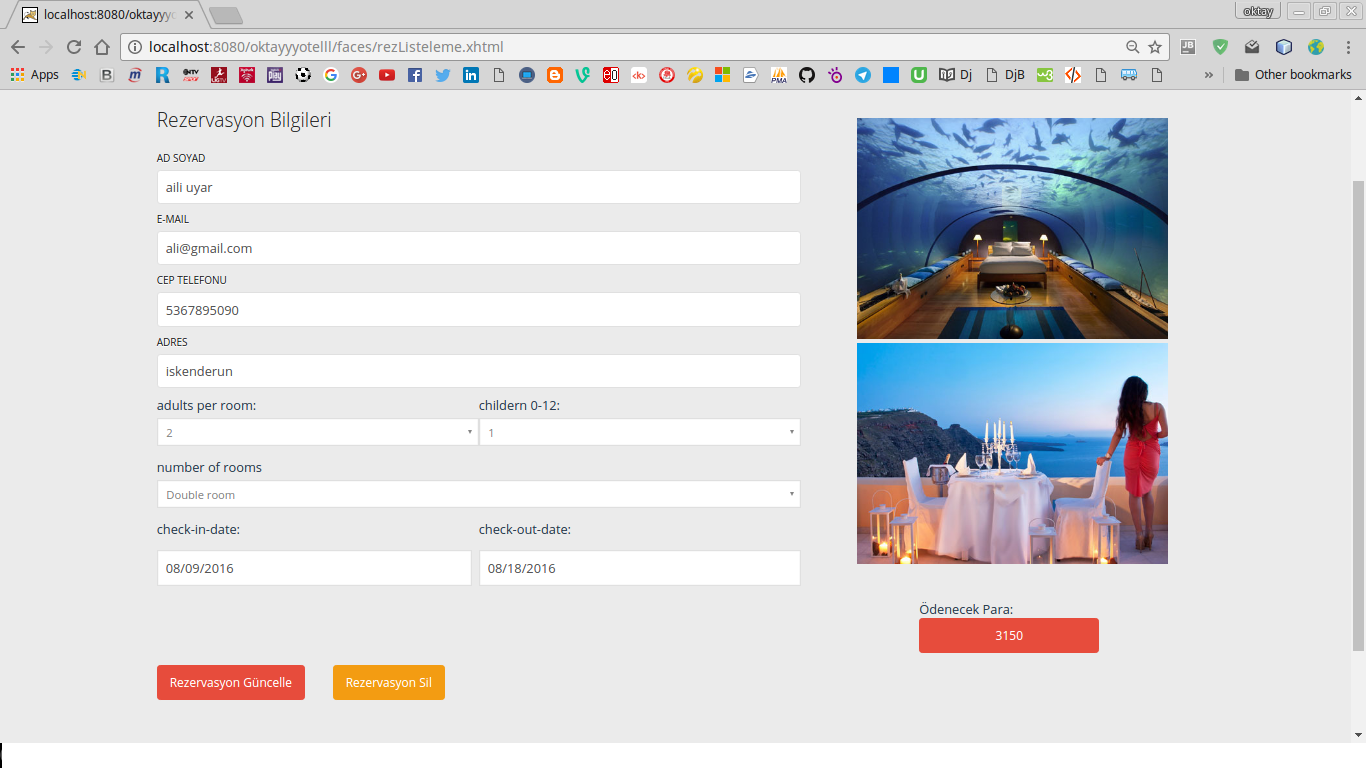 localhost:8080/oktayyyo
oktay
localhost:8080/oktayyyotelll/faces/rezListeleme.xhtml
Apps
Dj
DjB
Other bookmarks
Rezervasyon Bilgileri
AD SOYAD
aili uyar
E-MAIL
ali@gmail.com
CEP TELEFONU
5367895090
ADRES
iskenderun
adults per room:
childern 0-12:
2
1
number of rooms
Double room
check-in-date:
check-out-date:
08/09/2016
08/18/2016
Ödenecek Para:
3150
Rezervasyon Güncelle
Rezervasyon Sil